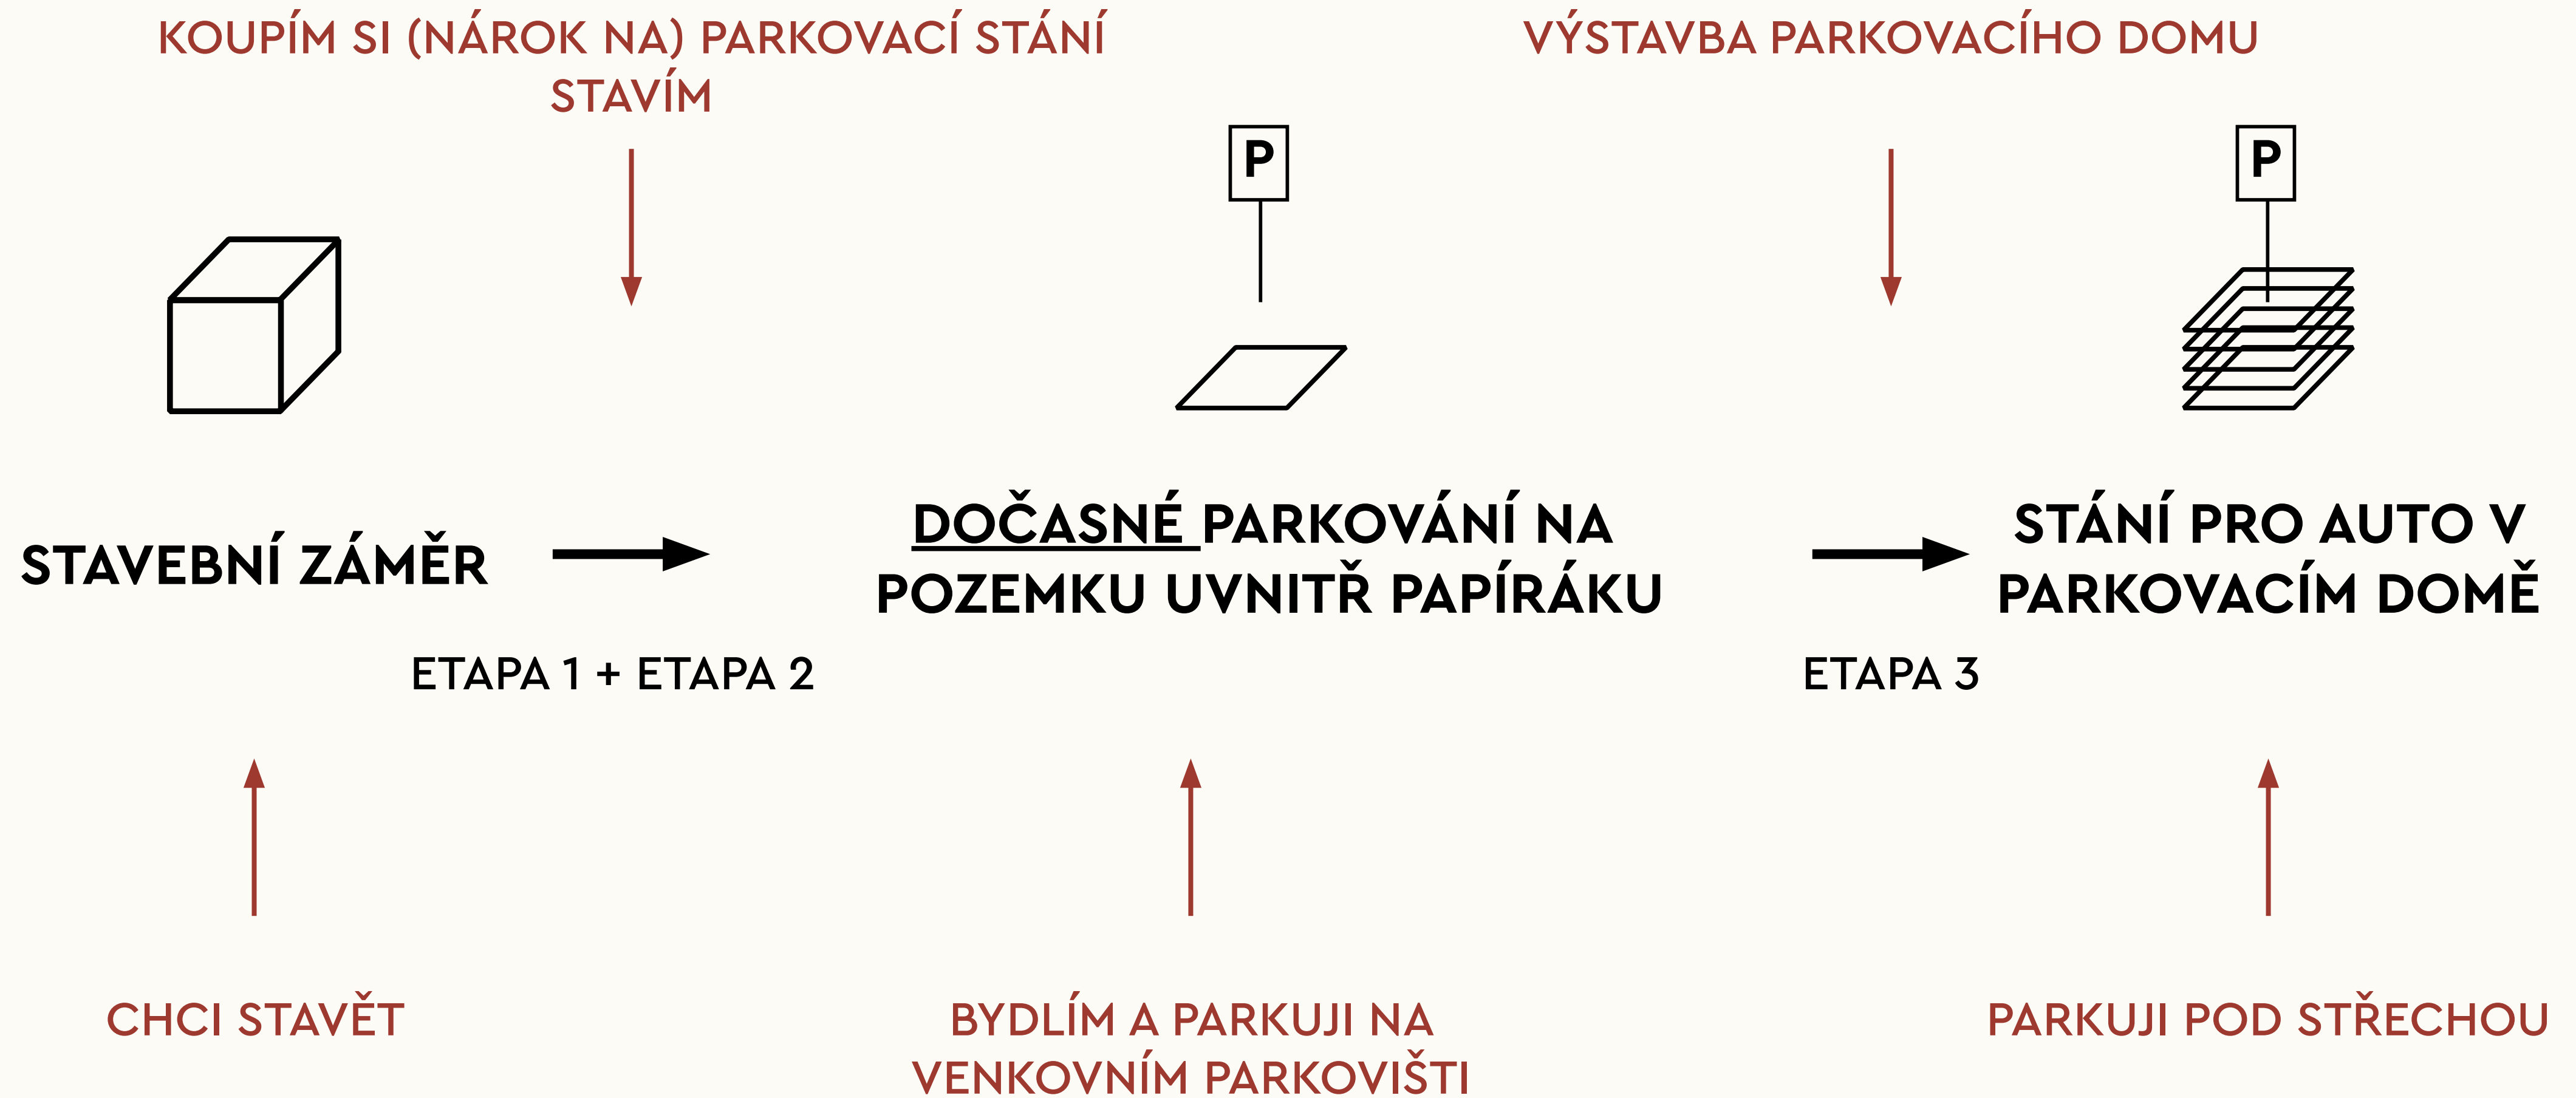 KOUPÍM SI (NÁROK NA) PARKOVACÍ STÁNÍ
STAVÍM
VÝSTAVBA PARKOVACÍHO DOMU
P
P
STAVEBNÍ ZÁMĚR
DOČASNÉ PARKOVÁNÍ NA
POZEMKU UVNITŘ PAPÍRÁKU
STÁNÍ PRO AUTO V
PARKOVACÍM DOMĚ
ETAPA 1 + ETAPA 2
ETAPA 3
CHCI STAVĚT
BYDLÍM A PARKUJI NA
VENKOVNÍM PARKOVIŠTI
PARKUJI POD STŘECHOU